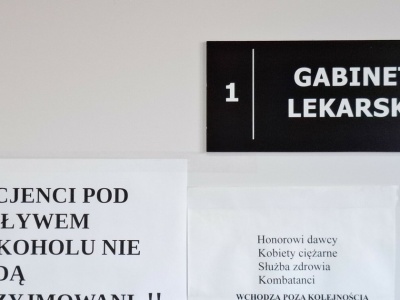 1
GABINE
LEKARSK
CJENCI POD
ŁYWEM
KOHOLU NIE
DĄ
ZYJMOWANI !!
Honorowi dawcy
Kobiety ciężarne
Służba zdrowia
Kombatanci
WCHODZĄ POZA KOLEJNOŚCIĄ